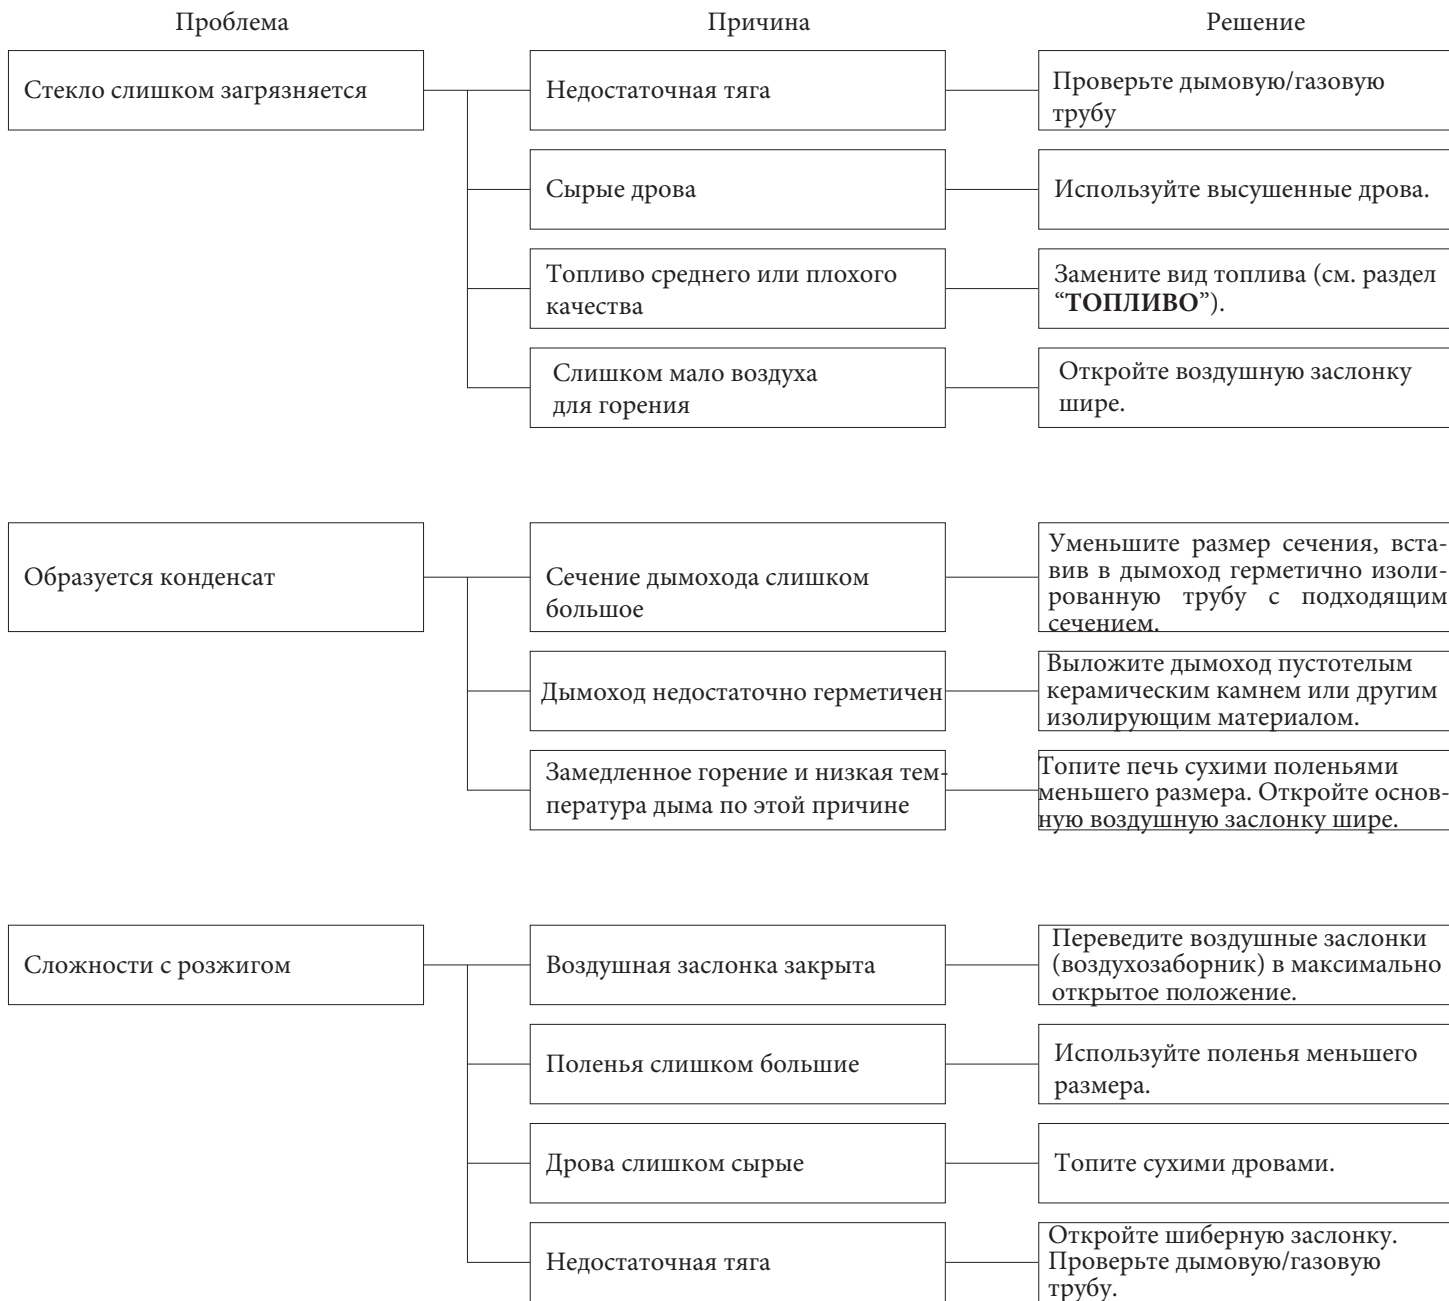 Проблема
Причина
Решение
Стекло слишком загрязняется
Недостаточная тяга
Проверьте дымовую/газовую
трубу
Сырые дрова
Используйте высушенные дрова.
Топливо среднего или плохого
качества
Замените вид топлива (см. раздел
“ТОПЛИВО”).
Слишком мало воздуха
для горения
Откройте воздушную заслонку
шире.
Образуется конденсат
Сечение дымохода слишком
большое
Уменьшите размер сечения, вста-
вив в дымоход герметично изоли-
рованную трубу с подходящим
сечением.
Дымоход недостаточно герметичен
Выложите дымоход пустотелым
керамическим камнем или другим
изолирующим материалом.
Замедленное горение и низкая тем-
пература дыма по этой причине
Топите печь сухими поленьями
меньшего размера. Откройте основ-
ную воздушную заслонку шире.
Сложности с розжигом
Воздушная заслонка закрыта
Переведите воздушные заслонки
(воздухозаборник) в максимально
открытое положение.
Поленья слишком большие
Используйте поленья меньшего
размера.
Дрова слишком сырые
Топите сухими дровами.
Недостаточная тяга
Откройте шиберную заслонку.
Проверьте дымовую/газовую
трубу.